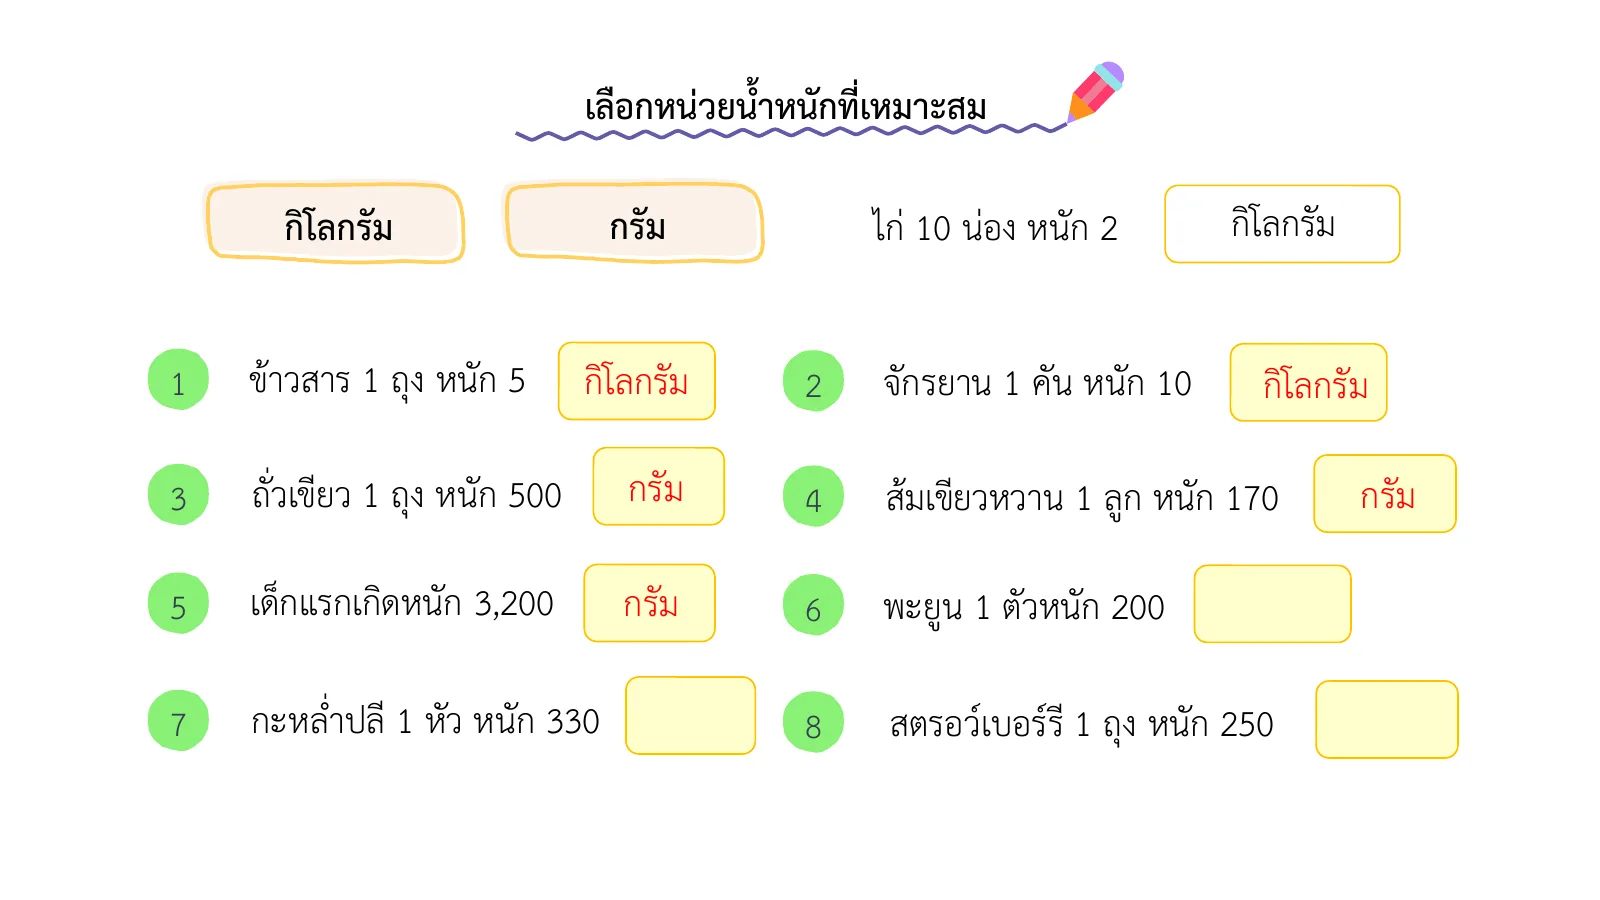 เลือกหน่วยน้ำหนักที่เหมาะสม
กิโลกรัม กรัม ไก่ 10 น่อง หนัก 2 กิโลกรัม
1 ข้าวสาร 1 ถุง หนัก 5 กิโลกรัม
2 จักรยาน 1 คัน หนัก 10 กิโลกรัม
3 ถั่วเขียว 1 ถุง หนัก 500 กรัม
4 ส้มเขียวหวาน 1 ลูก หนัก 170 กรัม
5 เด็กแรกเกิดหนัก 3,200 กรัม
6 พะยูน 1 ตัวหนัก 200
7 กะหล่ำปลี 1 หัว หนัก 330
8 สตรอว์เบอร์รี 1 ถุง หนัก 250